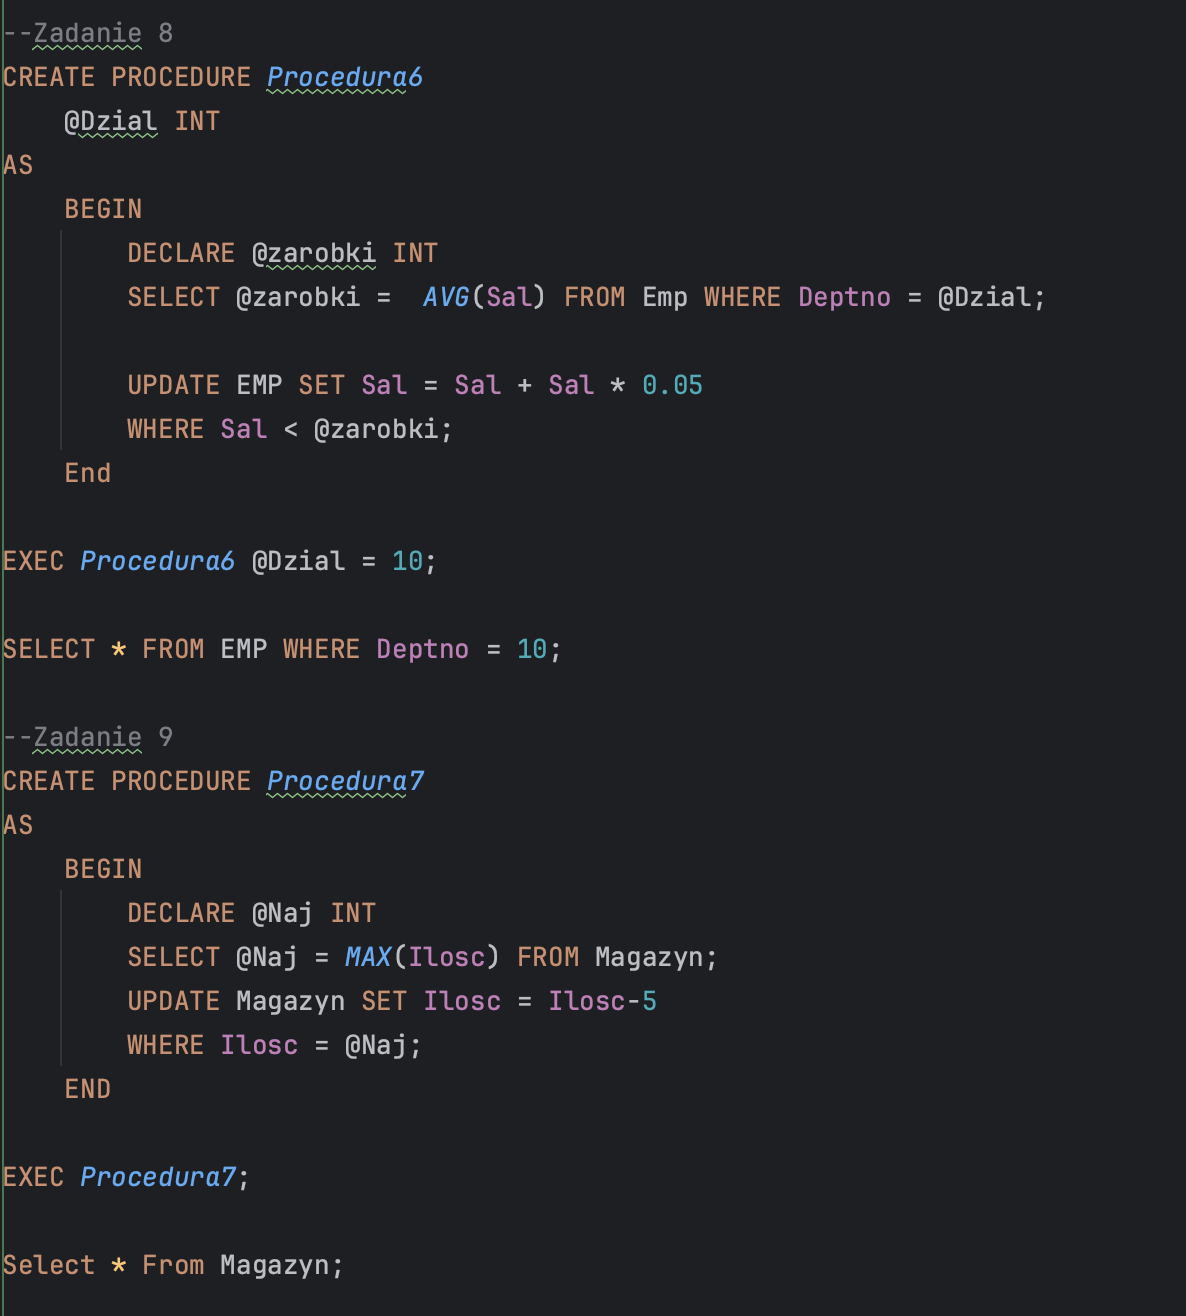 --Zadanie 8
CREATE PROCEDURE Procedura6
    @Dzial INT
AS
    BEGIN
        DECLARE @zarobki INT
        SELECT @zarobki =  AVG(Sal) FROM Emp WHERE Deptno = @Dzial;

        UPDATE EMP SET Sal = Sal + Sal * 0.05
        WHERE Sal < @zarobki;
    End

EXEC Procedura6 @Dzial = 10;

SELECT * FROM EMP WHERE Deptno = 10;

--Zadanie 9
CREATE PROCEDURE Procedura7
AS
    BEGIN
        DECLARE @Naj INT
        SELECT @Naj = MAX(Ilosc) FROM Magazyn;
        UPDATE Magazyn SET Ilosc = Ilosc-5
        WHERE Ilosc = @Naj;
    END

EXEC Procedura7;

Select * From Magazyn;